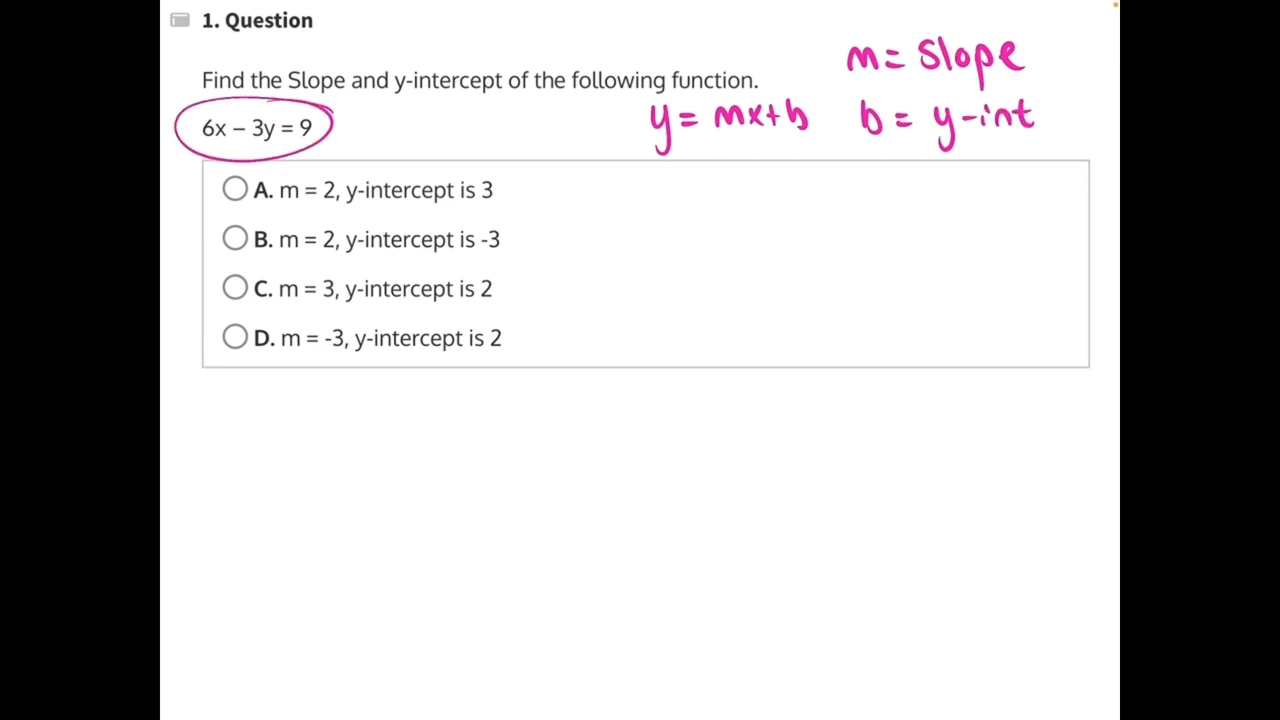 1. Question
m = Slope
Find the Slope and y-intercept of the following function.
y = mx+b b = y-int
6x – 3y = 9
A. m = 2, y-intercept is 3
B. m = 2, y-intercept is -3
C. m = 3, y-intercept is 2
D. m = -3, y-intercept is 2